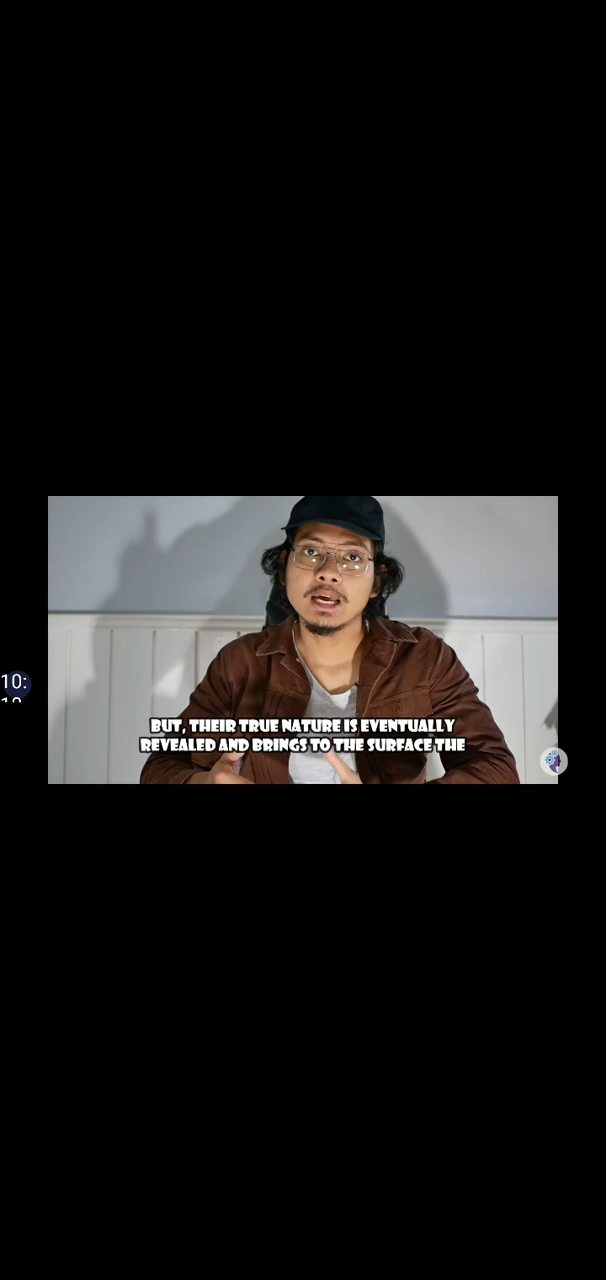 10:
BUT, THEIR TRUE NATURE IS EVENTUALLY
REVEALED AND BRINGS TO THE SURFACE THE